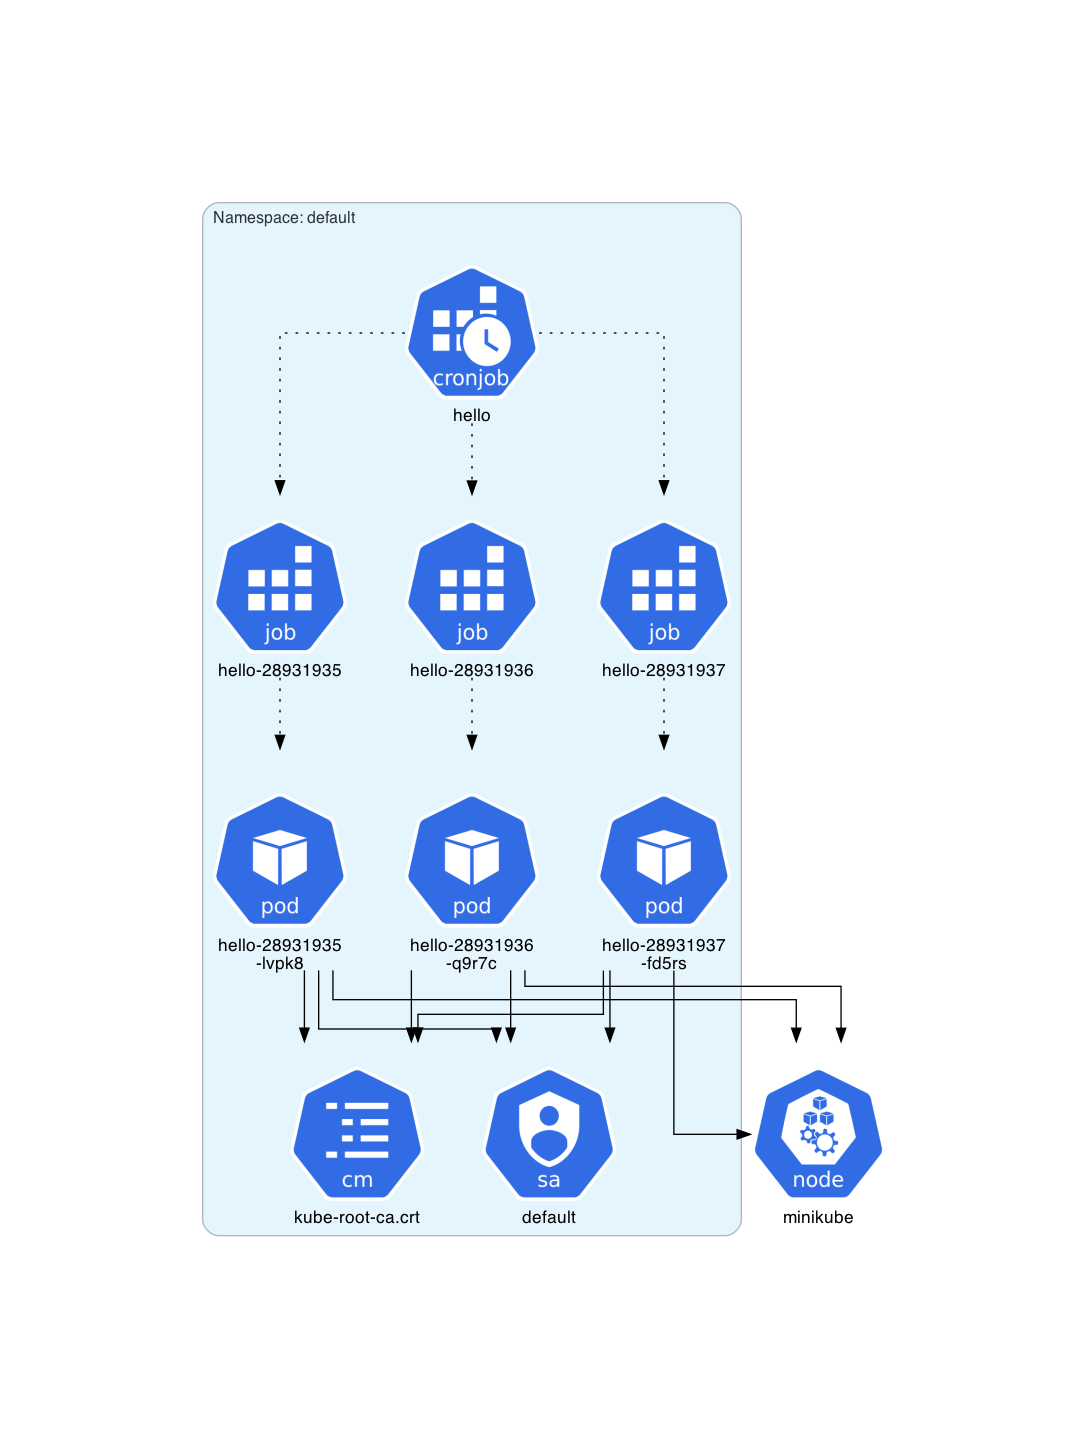 Namespace: default
cronjob
hello
job
job
job
hello-28931935
hello-28931936
hello-28931937
pod
pod
pod
hello-28931935
-lvpk8
hello-28931936
-q9r7c
hello-28931937
-fd5rs
cm
sa
node
kube-root-ca.crt
default
minikube